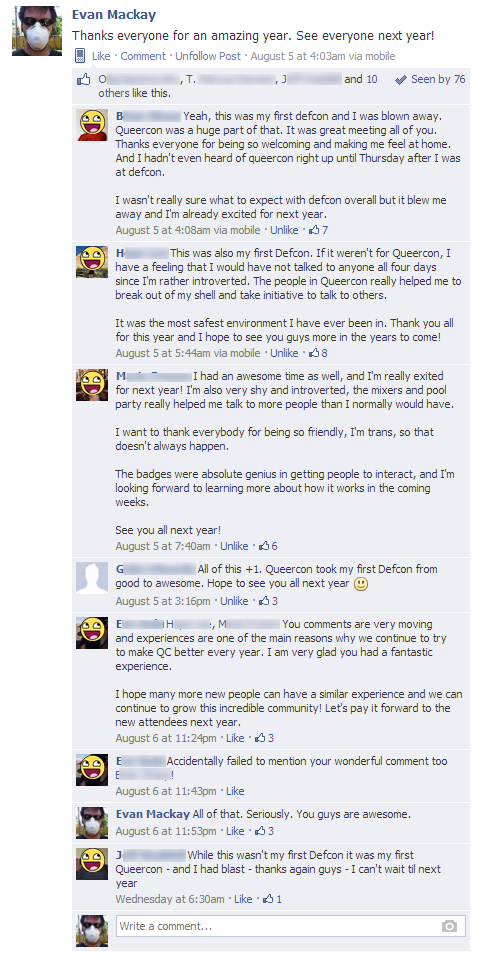 Evan Mackay
Thanks everyone for an amazing year. See everyone next year!
Like · Comment · Unfollow Post · August 5 at 4:03am via mobile
O , T. , J and 10 Seen by 76
others like this.
B Yeah, this was my first defcon and I was blown away.
Queercon was a huge part of that. It was great meeting all of you.
Thanks everyone for being so welcoming and making me feel at home.
And I hadn't even heard of queercon right up until Thursday after I was
at defcon.
I wasn't really sure what to expect with defcon overall but it blew me
away and I'm already excited for next year.
August 5 at 4:08am via mobile · Unlike · 7
H This was also my first Defcon. If it weren't for Queercon, I
have a feeling that I would have not talked to anyone all four days
since I'm rather introverted. The people in Queercon really helped me to
break out of my shell and take initiative to talk to others.
It was the most safest environment I have ever been in. Thank you all
for this year and I hope to see you guys more in the years to come!
August 5 at 5:44am via mobile · Unlike · 8
M I had an awesome time as well, and I'm really exited
for next year! I'm also very shy and introverted, the mixers and pool
party really helped me talk to more people than I normally would have.
I want to thank everybody for being so friendly, I'm trans, so that
doesn't always happen.
The badges were absolute genius in getting people to interact, and I'm
looking forward to learning more about how it works in the coming
weeks.
See you all next year!
August 5 at 7:40am · Unlike · 6
G All of this +1. Queercon took my first Defcon from
good to awesome. Hope to see you all next year
August 5 at 3:16pm · Unlike · 3
E H , M You comments are very moving
and experiences are one of the main reasons why we continue to try
to make QC better every year. I am very glad you had a fantastic
experience.
I hope many more new people can have a similar experience and we can
continue to grow this incredible community! Let's pay it forward to the
new attendees next year.
August 6 at 11:24pm · Like · 3
E Accidentally failed to mention your wonderful comment too
E !
August 6 at 11:43pm · Like
Evan Mackay All of that. Seriously. You guys are awesome.
August 6 at 11:53pm · Like · 3
J While this wasn't my first Defcon it was my first
Queercon - and I had blast - thanks again guys - I can't wait til next
year
Wednesday at 6:30am · Like · 1
Write a comment...